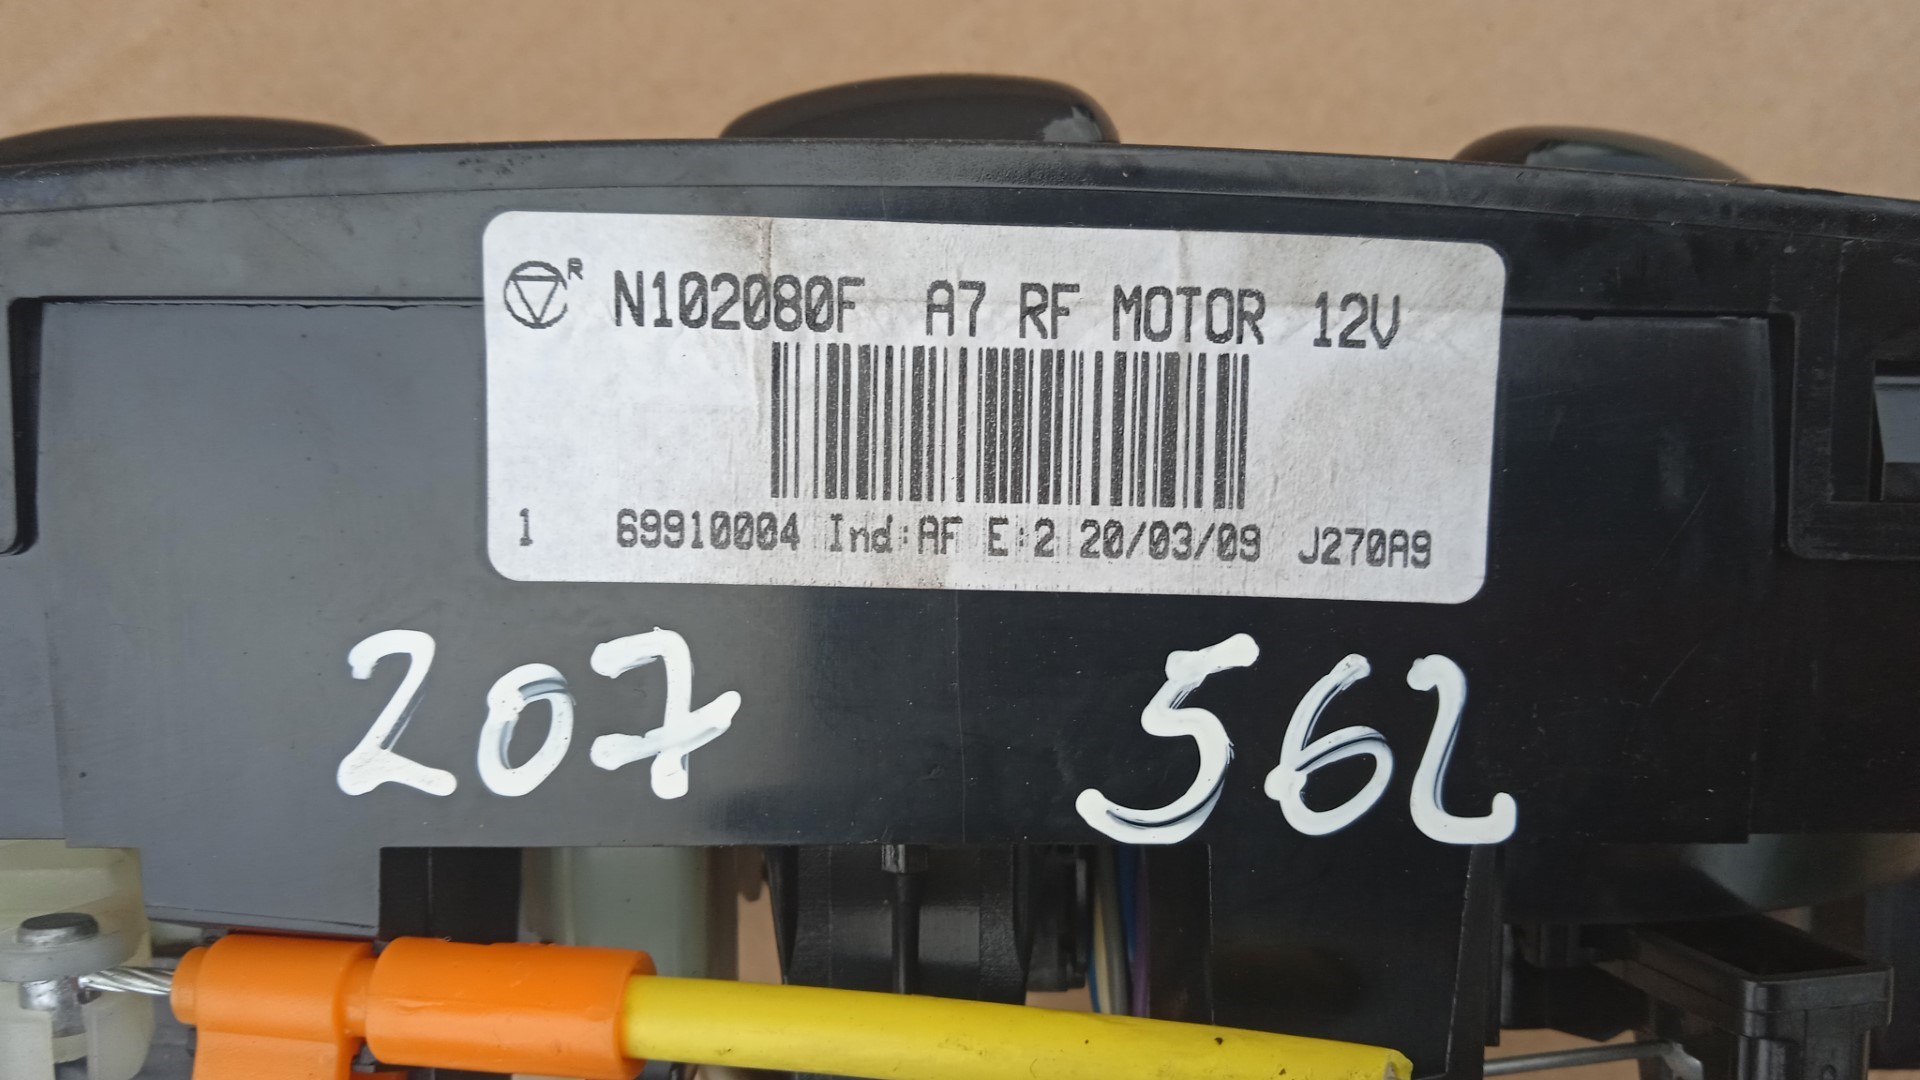 R N102080F A7 RF MOTOR 12V
1 69910004 Ind:AF E:2 20/03/09 J270A9
207 562